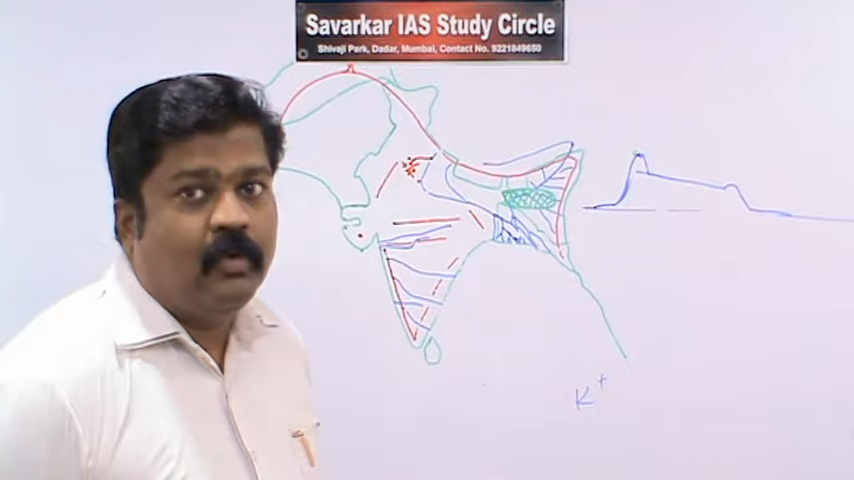 Savarkar IAS Study Circle
Shivaji Park, Dadar, Mumbai, Contact No. 9221849650
K+